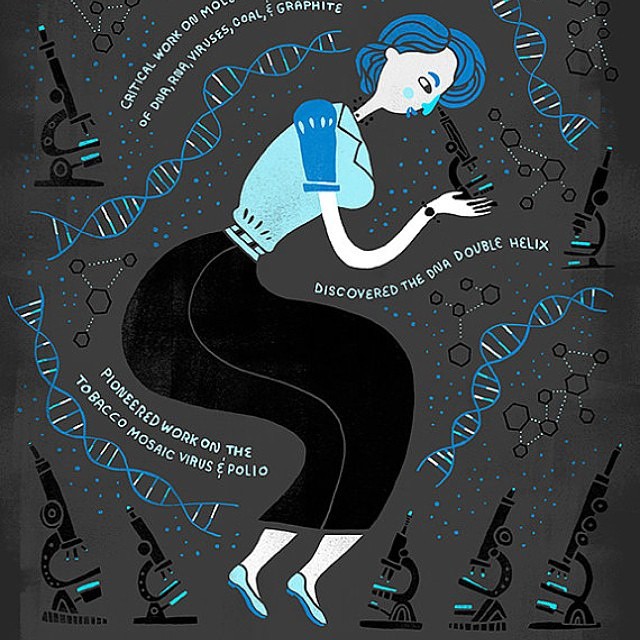 CRITICAL WORK ON
OF DNA, RNA, VIRUSES, COAL, & GRAPHITE
DISCOVERED THE DNA DOUBLE HELIX
PIONEERED WORK ON THE
TOBACCO MOSAIC VIRUS & POLIO